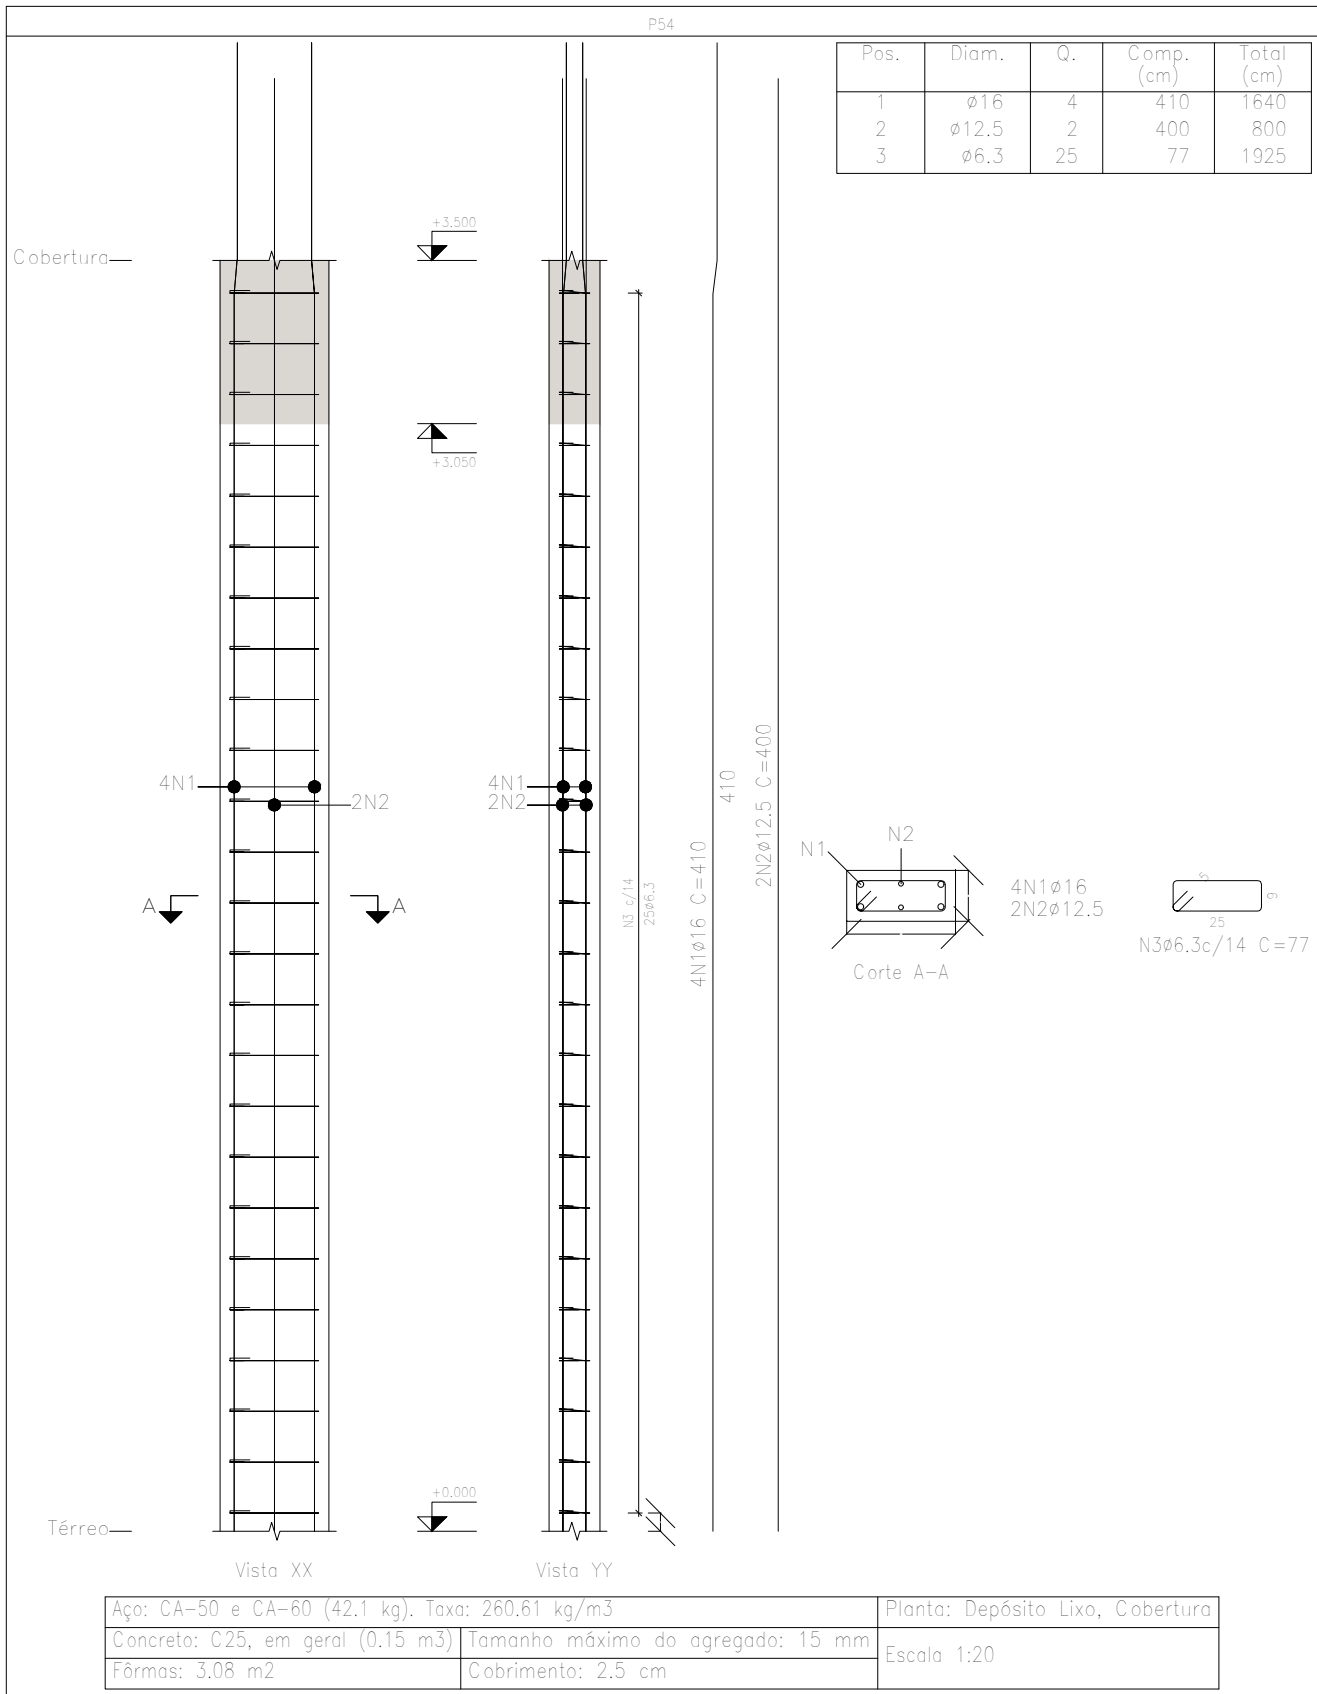 P54
Pos. Diam. Q. Comp. (cm) Total (cm)
1 ø16 4 410 1640
2 ø12.5 2 400 800
3 ø6.3 25 77 1925
+3.500
Cobertura
+3.050
4N1
2N2
4N1
2N2
A
A
N3 c/14
25ø6.3
4N1ø16 C=410
410
2N2ø12.5 C=400
N1
N2
4N1ø16
2N2ø12.5
Corte A-A
5
9
25
N3ø6.3c/14 C=77
+0.000
Térreo
Vista XX
Vista YY
Aço: CA-50 e CA-60 (42.1 kg). Taxa: 260.61 kg/m3
Planta: Depósito Lixo, Cobertura
Concreto: C25, em geral (0.15 m3)
Tamanho máximo do agregado: 15 mm
Escala 1:20
Fôrmas: 3.08 m2
Cobrimento: 2.5 cm